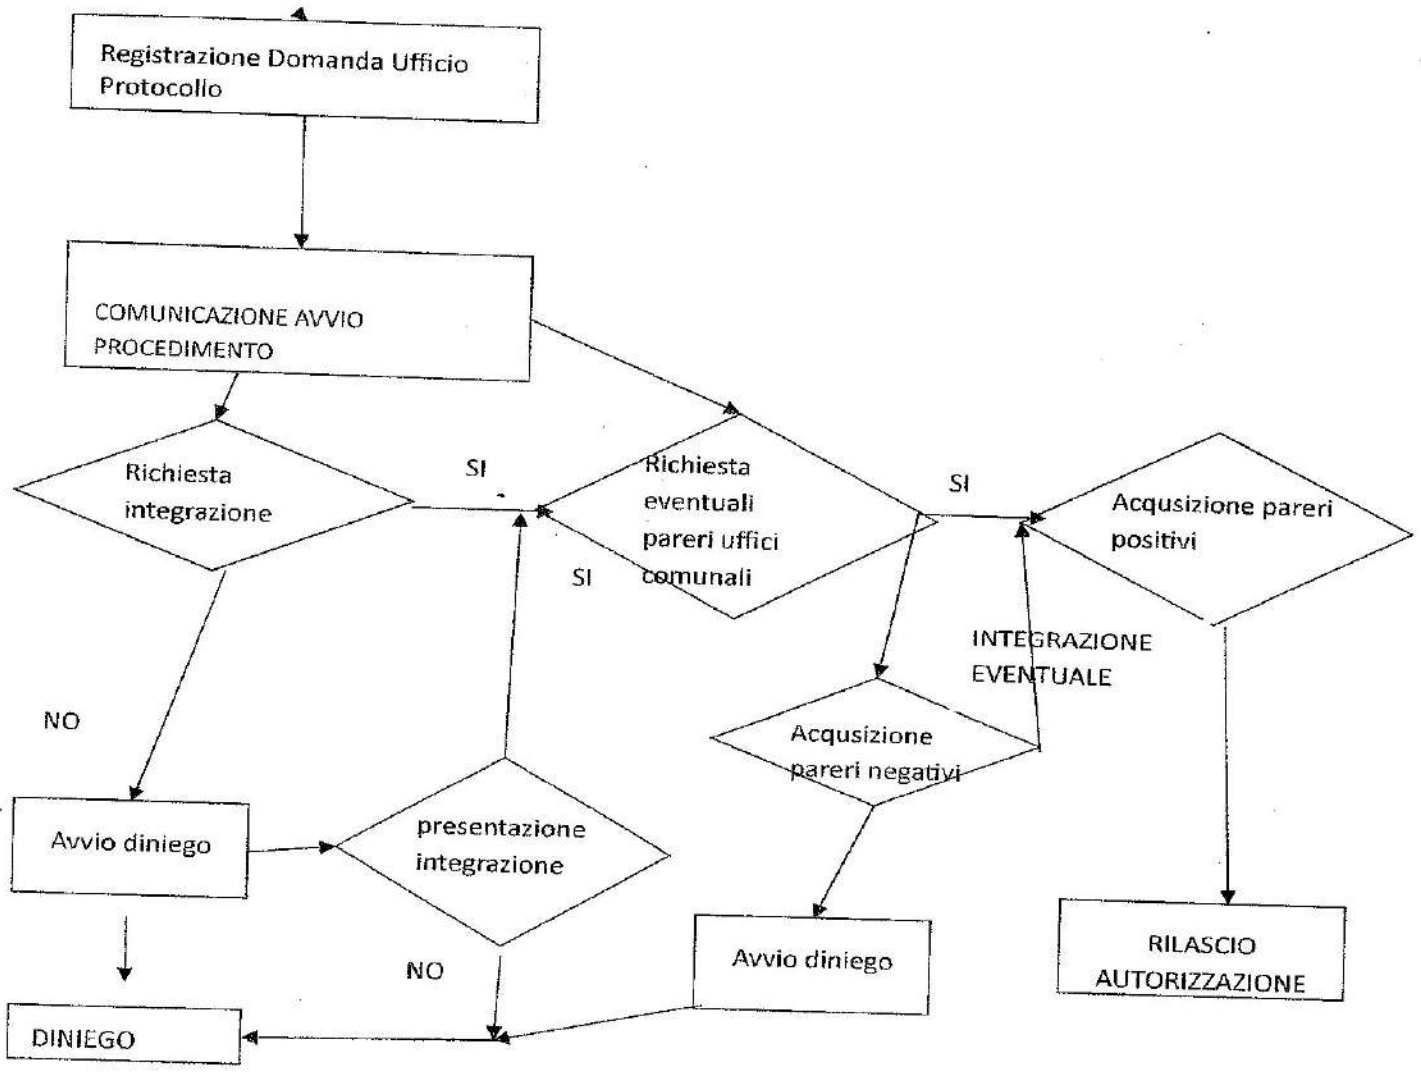 Registrazione Domanda Ufficio
Protocollo
COMUNICAZIONE AVVIO
PROCEDIMENTO
Richiesta
integrazione
SI
Richiesta
eventuali
pareri uffici
comunali
SI
SI
Acqusizione pareri
positivi
INTEGRAZIONE
EVENTUALE
NO
Acqusizione
pareri negativi
Avvio diniego
presentazione
integrazione
NO
Avvio diniego
RILASCIO
AUTORIZZAZIONE
DINIEGO